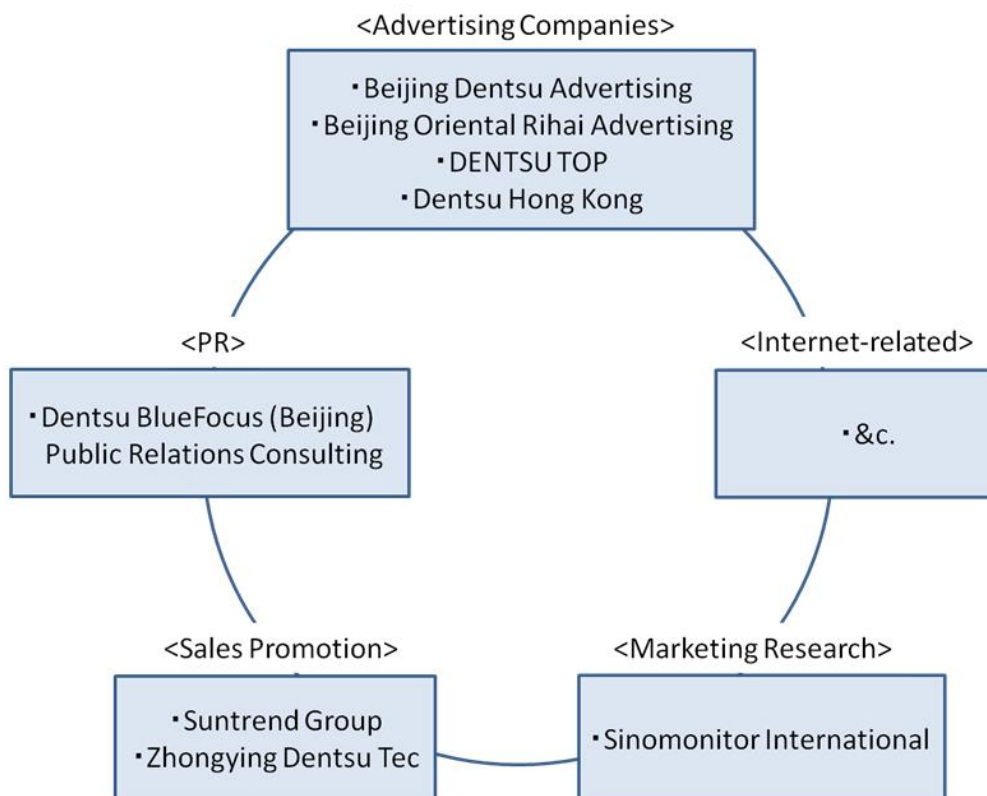 <Advertising Companies>
・Beijing Dentsu Advertising
・Beijing Oriental Rihai Advertising
・DENTSU TOP
・Dentsu Hong Kong
<PR>
・Dentsu BlueFocus (Beijing)
Public Relations Consulting
<Internet-related>
・&c.
<Sales Promotion>
・Suntrend Group
・Zhongying Dentsu Tec
<Marketing Research>
・Sinomonitor International